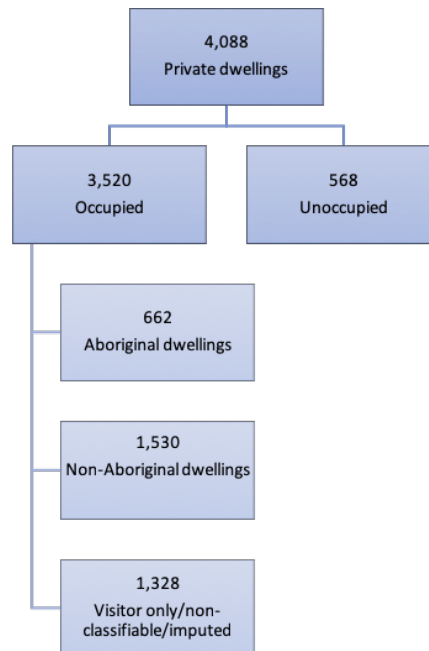 4,088
Private dwellings
3,520
Occupied
568
Unoccupied
662
Aboriginal dwellings
1,530
Non-Aboriginal dwellings
1,328
Visitor only/non-
classifiable/imputed